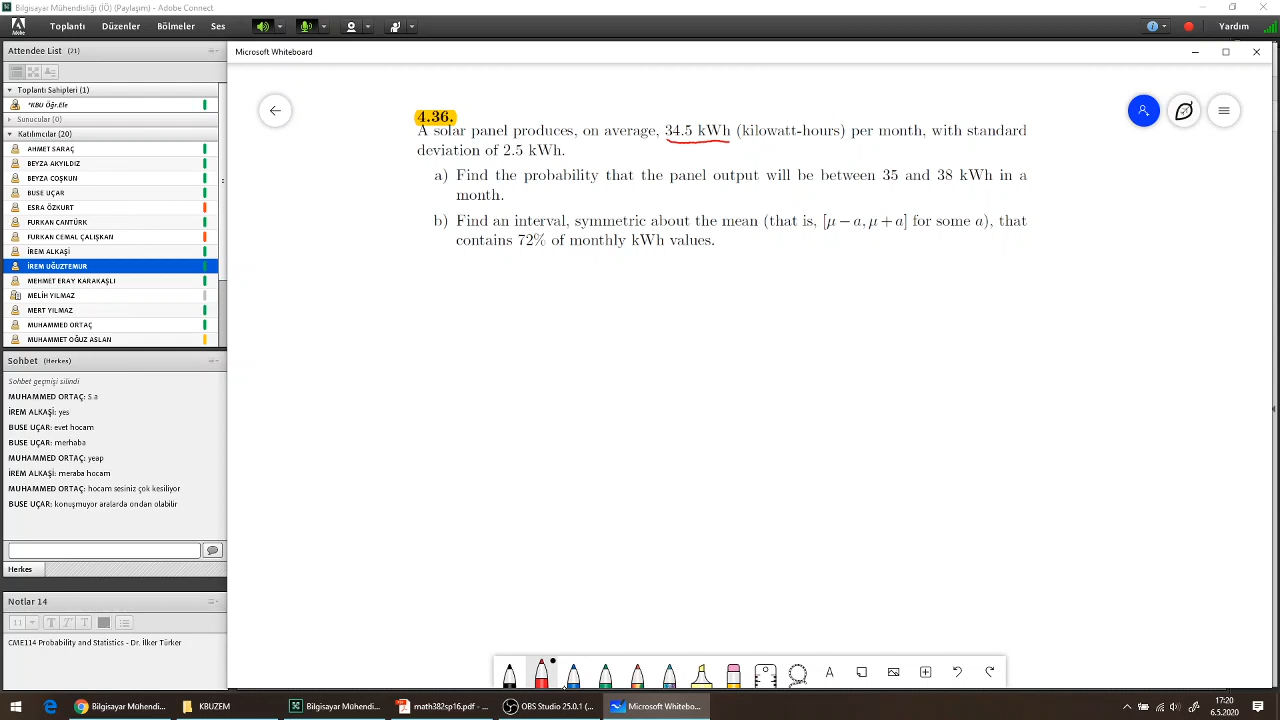 Bilgisayar Mühendisliği (İÖ) (Paylaşım) - Adobe Connect
Toplantı Düzenler Bölmeler Ses Yardım
Adobe
Attendee List (21)
Microsoft Whiteboard
Toplantı Sahipleri (1)
*KBU Öğr.Ele
Sunucular (0)
Katılımcılar (20)
AHMET SARAÇ
BEYZA AKYILDIZ
BEYZA COŞKUN
BUSE UÇAR
ESRA ÖZKURT
FURKAN CANTÜRK
FURKAN CEMAL ÇALIŞKAN
İREM ALKAŞİ
İREM UĞUZTEMUR
MEHMET ERAY KARAKAŞLI
MELİH YILMAZ
MERT YILMAZ
MUHAMMED ORTAÇ
MUHAMMET OĞUZ ASLAN
4.36.
A solar panel produces, on average, 34.5 kWh (kilowatt-hours) per month, with standard
deviation of 2.5 kWh.
a) Find the probability that the panel output will be between 35 and 38 kWh in a
month.
b) Find an interval, symmetric about the mean (that is, [μ − a, μ + a] for some a), that
contains 72% of monthly kWh values.
Sohbet (Herkes)
Sohbet geçmişi silindi
MUHAMMED ORTAÇ: S.a
İREM ALKAŞİ: yes
BUSE UÇAR: evet hocam
BUSE UÇAR: merhaba
MUHAMMED ORTAÇ: yeap
İREM ALKAŞİ: meraba hocam
MUHAMMED ORTAÇ: hocam sesiniz çok kesiliyor
BUSE UÇAR: konuşmuyor aralarda ondan olabilir
Herkes
Notlar 14
11
CME114 Probability and Statistics - Dr. İlker Türker
A
Bilgisayar Mühendi...
KBUZEM
Bilgisayar Mühendi...
math382sp16.pdf - ...
OBS Studio 25.0.1 (...
Microsoft Whitebo...
17:20
6.5.2020